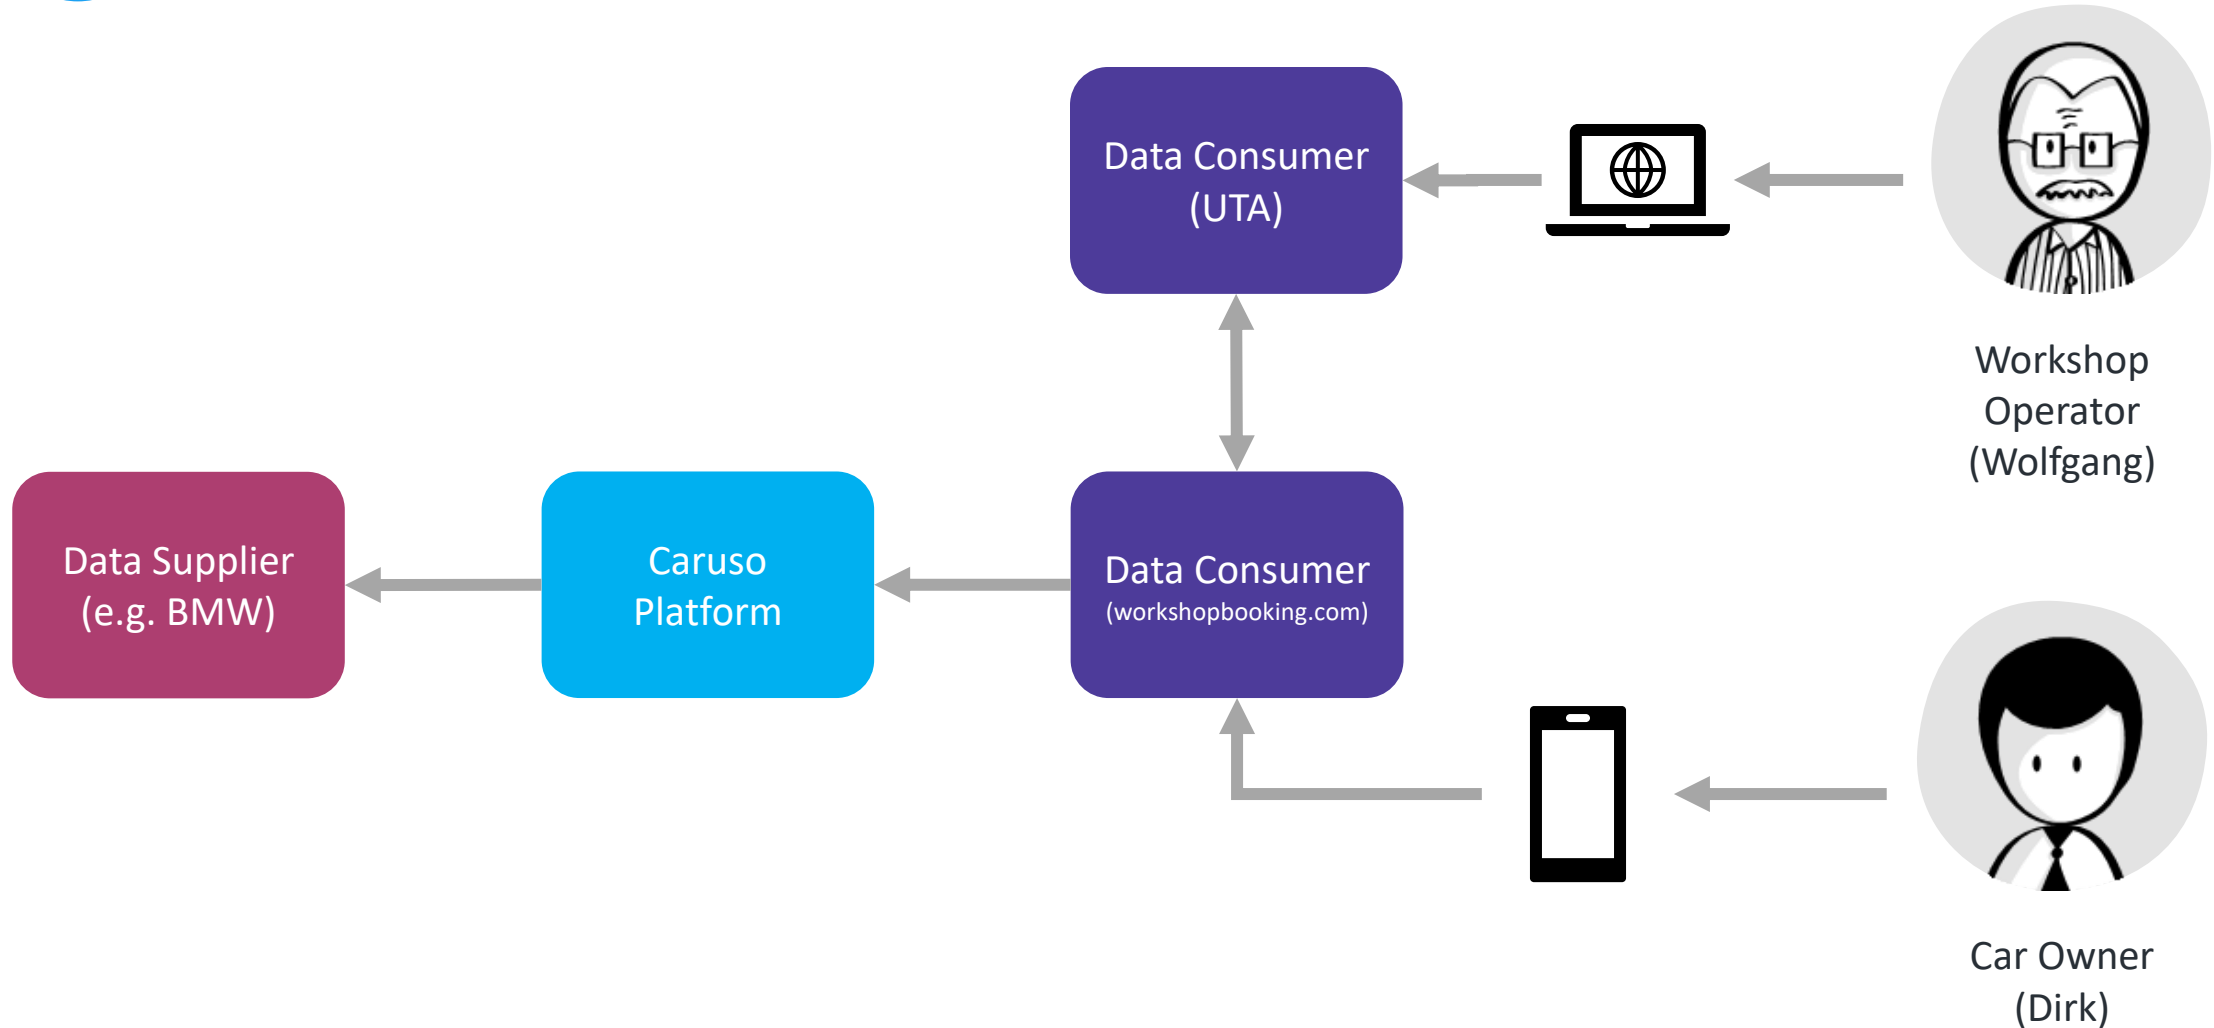 Data Consumer
(UTA)
Workshop
Operator
(Wolfgang)
Data Supplier
(e.g. BMW)
Caruso
Platform
Data Consumer
(workshopbooking.com)
Car Owner
(Dirk)